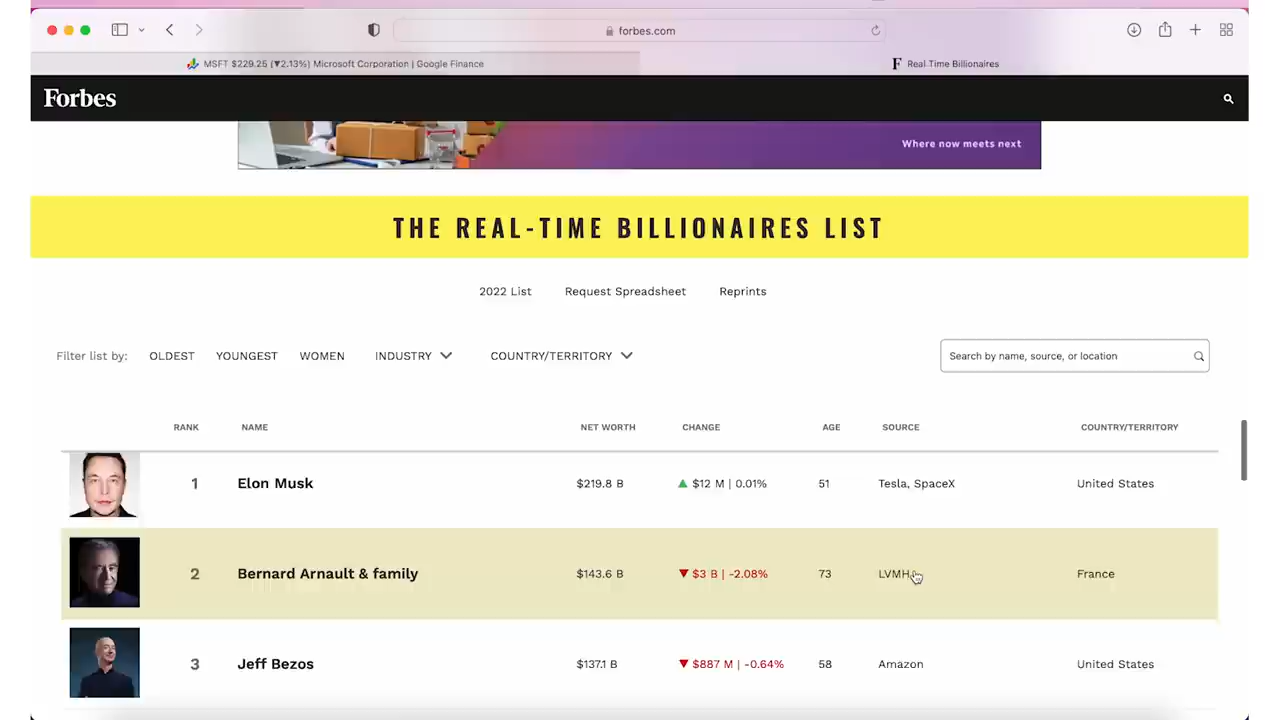 forbes.com
MSFT $229.25 (▼2.13%) Microsoft Corporation | Google Finance
F Real Time Billionaires
Forbes
Where now meets next
THE REAL-TIME BILLIONAIRES LIST
2022 List Request Spreadsheet Reprints
Filter list by: OLDEST YOUNGEST WOMEN INDUSTRY COUNTRY/TERRITORY Search by name, source, or location
RANK NAME NET WORTH CHANGE AGE SOURCE COUNTRY/TERRITORY
1 Elon Musk $219.8 B ▲ $12 M | 0.01% 51 Tesla, SpaceX United States
2 Bernard Arnault & family $143.6 B ▼ $3 B | -2.08% 73 LVMH France
3 Jeff Bezos $137.1 B ▼ $887 M | -0.64% 58 Amazon United States